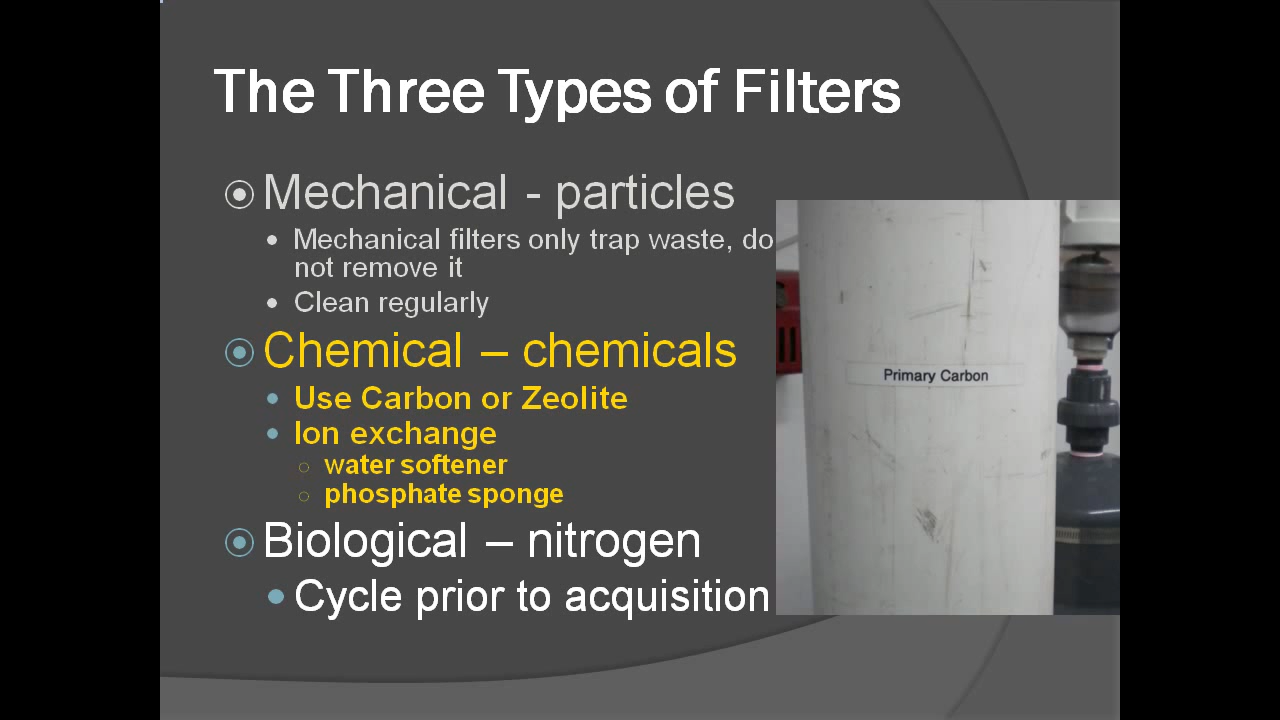 The Three Types of Filters
Mechanical - particles
Mechanical filters only trap waste, do
not remove it
Clean regularly
Chemical – chemicals
Use Carbon or Zeolite
Ion exchange
water softener
phosphate sponge
Biological – nitrogen
Cycle prior to acquisition
Primary Carbon